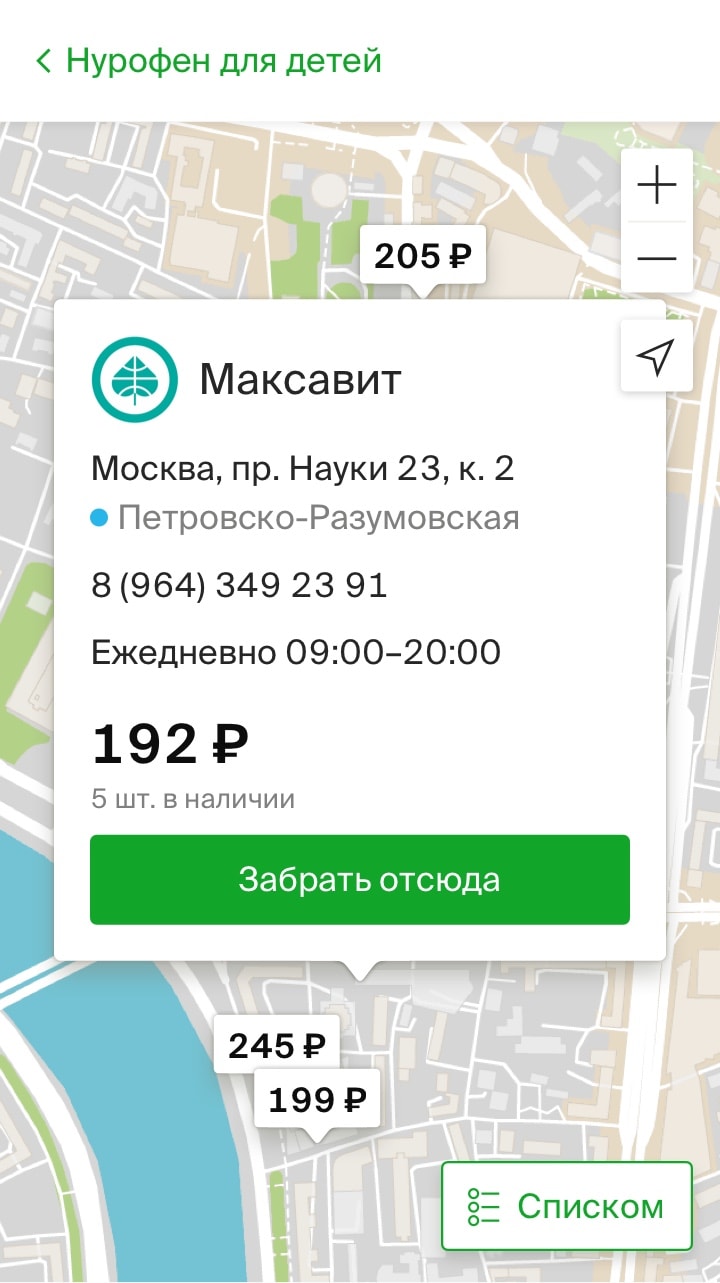 Нурофен для детей
205 ₽
Максавит
Москва, пр. Науки 23, к. 2
Петровско-Разумовская
8 (964) 349 23 91
Ежедневно 09:00–20:00
192 ₽
5 шт. в наличии
Забрать отсюда
245 ₽
199 ₽
Списком